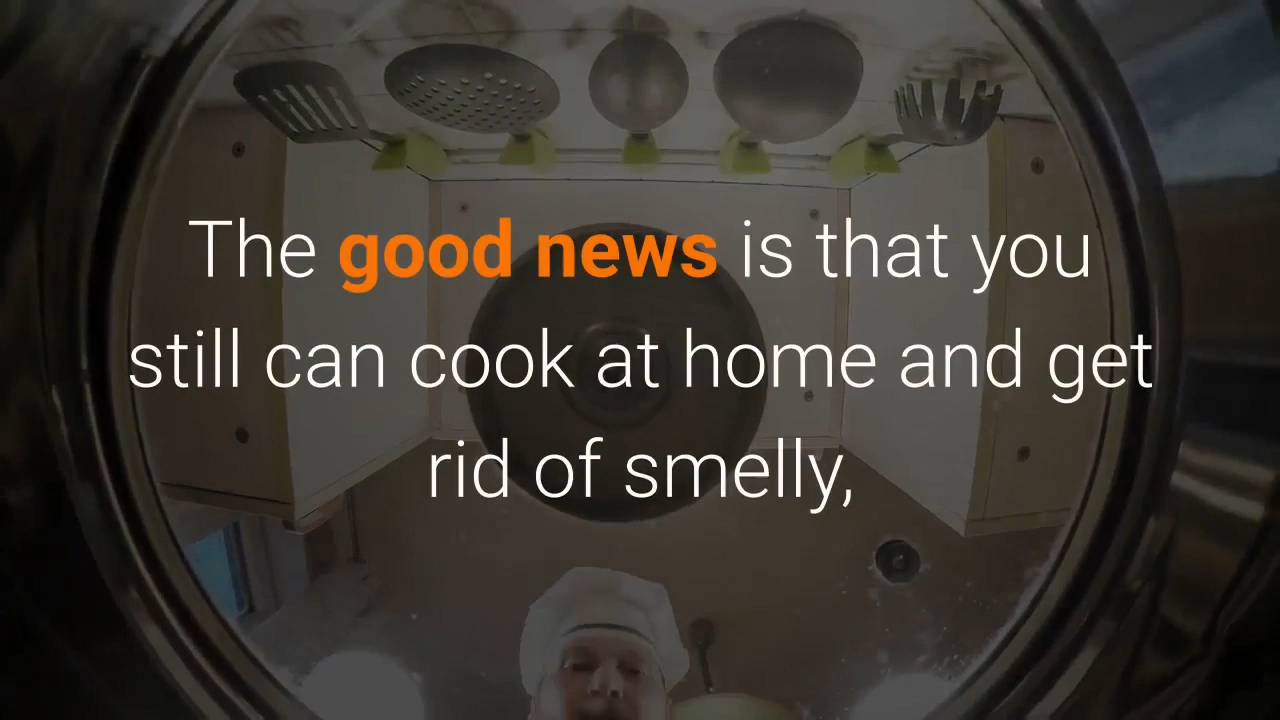 The good news is that you
still can cook at home and get
rid of smelly,